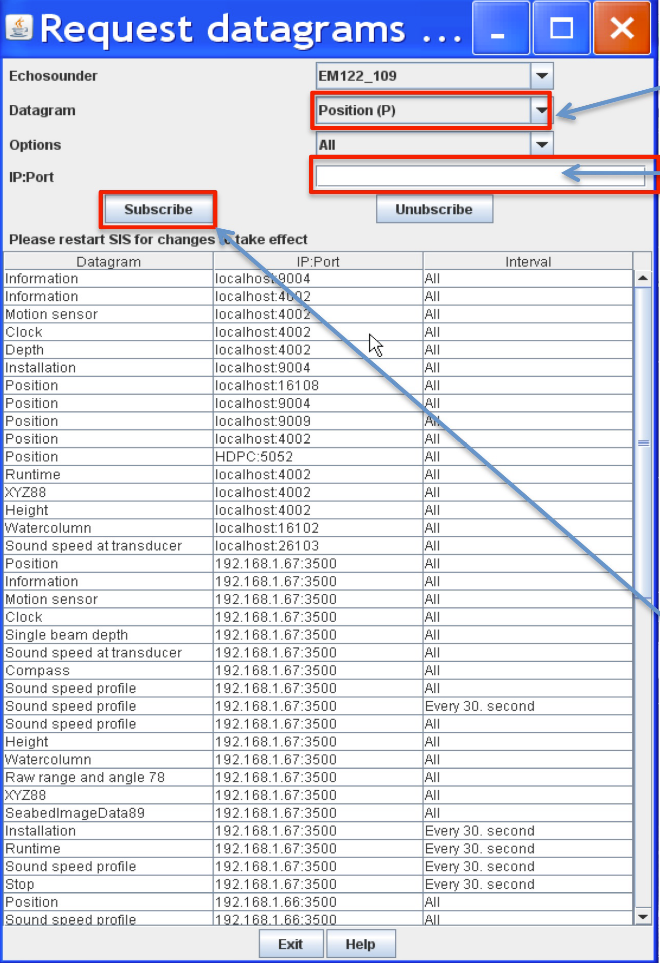 Request datagrams ...
Echosounder EM122_109
Datagram Position (P)
Options All
IP:Port
Subscribe Unubscribe
Please restart SIS for changes to take effect
Datagram IP:Port Interval
Information localhost:9004 All
Information localhost:4002 All
Motion sensor localhost:4002 All
Clock localhost:4002 All
Depth localhost:4002 All
Installation localhost:9004 All
Position localhost:16108 All
Position localhost:9004 All
Position localhost:9009 All
Position localhost:4002 All
Position HDPC:5052 All
Runtime localhost:4002 All
XYZ88 localhost:4002 All
Height localhost:4002 All
Watercolumn localhost:16102 All
Sound speed at transducer localhost:26103 All
Position 192.168.1.67:3500 All
Information 192.168.1.67:3500 All
Motion sensor 192.168.1.67:3500 All
Clock 192.168.1.67:3500 All
Single beam depth 192.168.1.67:3500 All
Sound speed at transducer 192.168.1.67:3500 All
Compass 192.168.1.67:3500 All
Sound speed profile 192.168.1.67:3500 All
Sound speed profile 192.168.1.67:3500 Every 30. second
Sound speed profile 192.168.1.67:3500 All
Height 192.168.1.67:3500 All
Watercolumn 192.168.1.67:3500 All
Raw range and angle 78 192.168.1.67:3500 All
XYZ88 192.168.1.67:3500 All
SeabedImageData89 192.168.1.67:3500 All
Installation 192.168.1.67:3500 Every 30. second
Runtime 192.168.1.67:3500 Every 30. second
Sound speed profile 192.168.1.67:3500 Every 30. second
Stop 192.168.1.67:3500 Every 30. second
Position 192.168.1.66:3500 All
Sound speed profile 192.168.1.66:3500 All
Exit Help